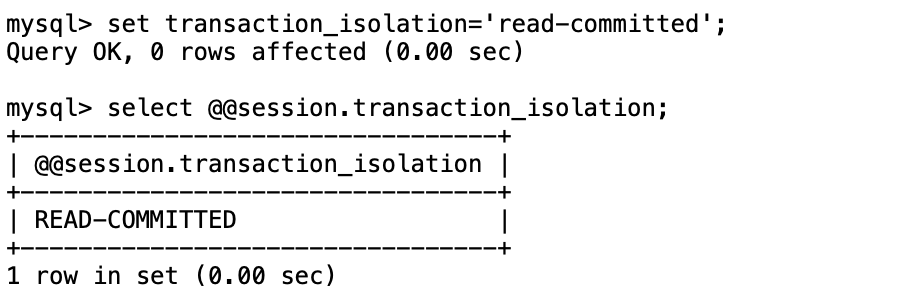 mysql> set transaction_isolation='read-committed';
Query OK, 0 rows affected (0.00 sec)

mysql> select @@session.transaction_isolation;
+---------------------------------+
| @@session.transaction_isolation |
+---------------------------------+
| READ-COMMITTED                  |
+---------------------------------+
1 row in set (0.00 sec)